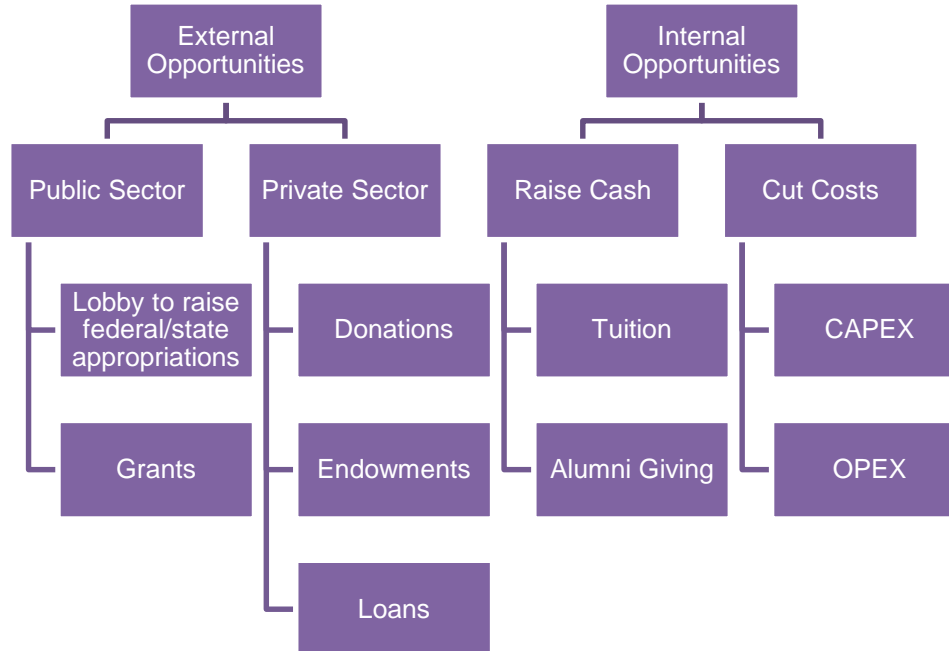 External
Opportunities
Internal
Opportunities
Public Sector
Private Sector
Raise Cash
Cut Costs
Lobby to raise
federal/state
appropriations
Donations
Tuition
CAPEX
Grants
Endowments
Alumni Giving
OPEX
Loans